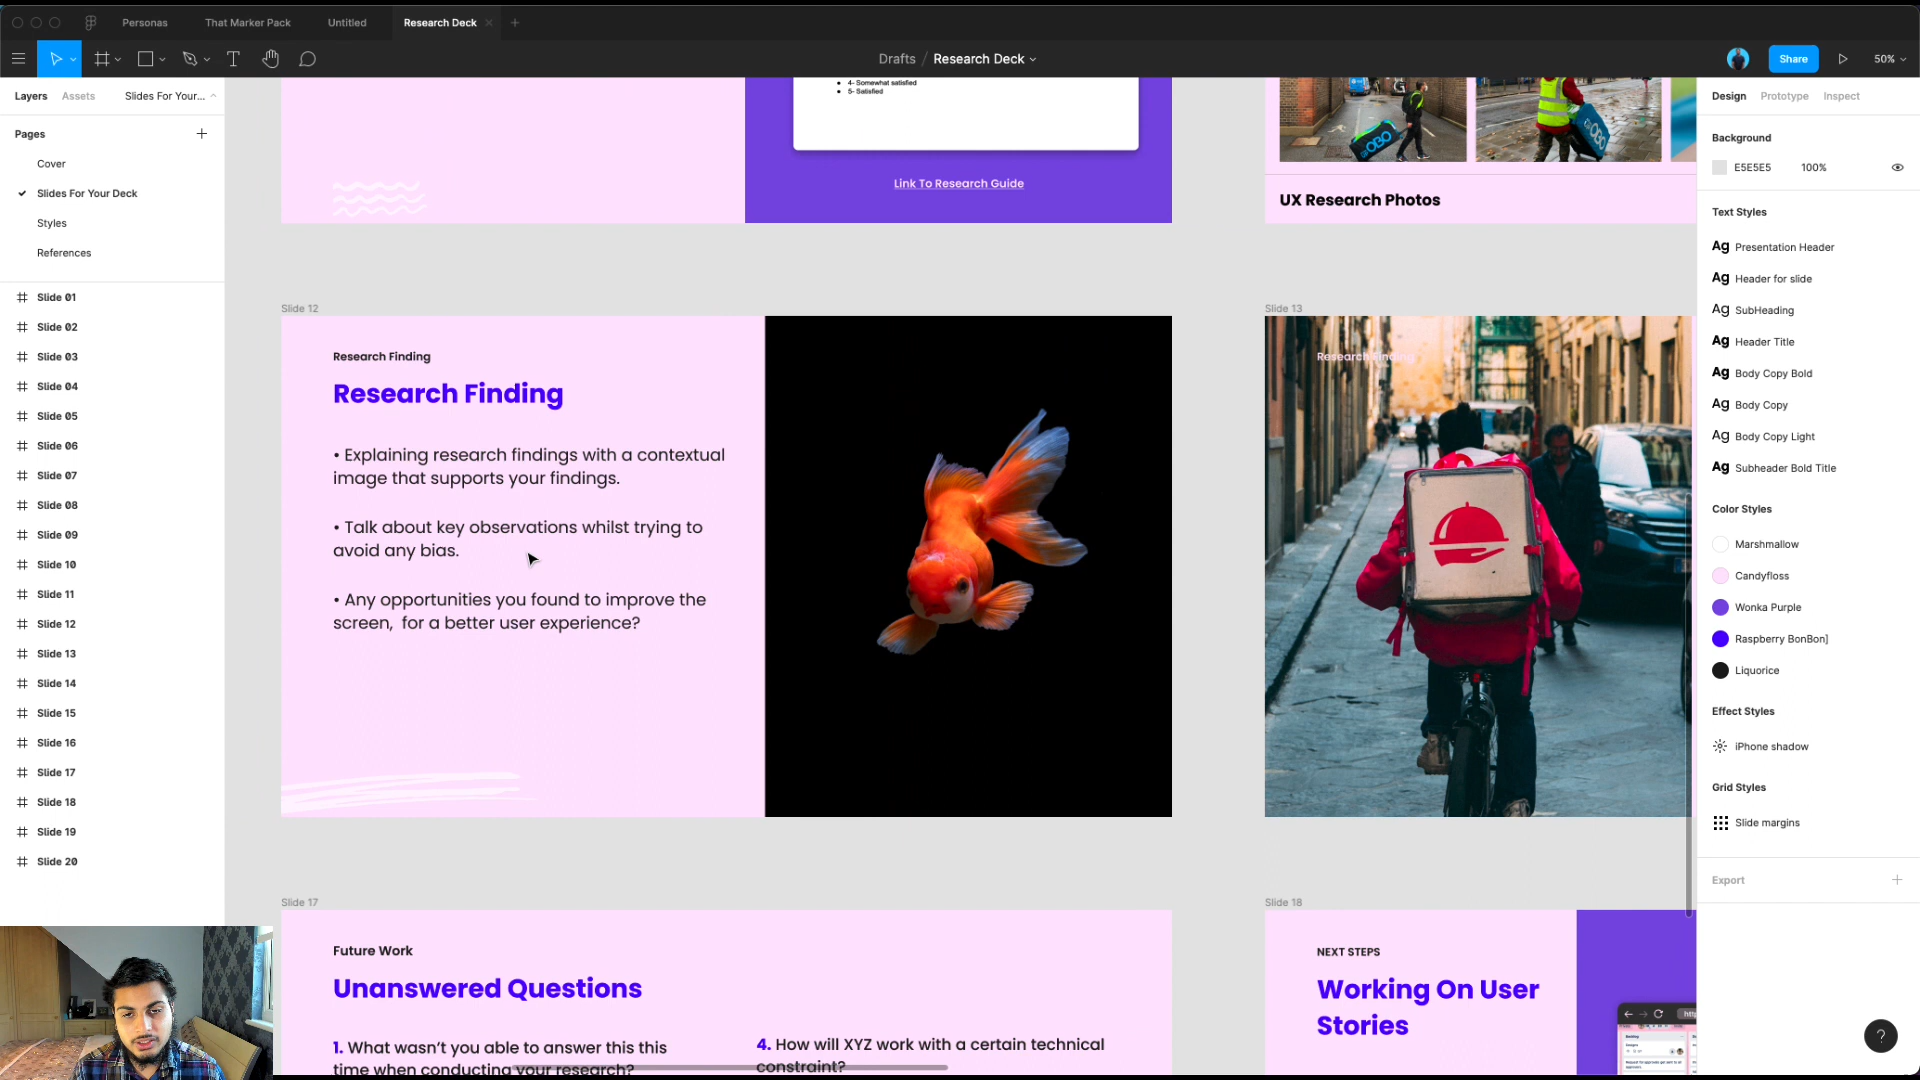 Personas
That Marker Pack
Untitled
Research Deck
Drafts / Research Deck
Share
50%
Layers
Assets
Slides For Your...
Pages
Cover
Slides For Your Deck
Styles
References
Slide 01
Slide 02
Slide 03
Slide 04
Slide 05
Slide 06
Slide 07
Slide 08
Slide 09
Slide 10
Slide 11
Slide 12
Slide 13
Slide 14
Slide 15
Slide 16
Slide 17
Slide 18
Slide 19
Slide 20
• 4- Somewhat satisfied
• 5- Satisfied
Link To Research Guide
UX Research Photos
Slide 12
Research Finding
Research Finding
• Explaining research findings with a contextual
image that supports your findings.
• Talk about key observations whilst trying to
avoid any bias.
• Any opportunities you found to improve the
screen,  for a better user experience?
Slide 13
Research Finding
Slide 17
Future Work
Unanswered Questions
1. What wasn't you able to answer this this
time when conducting your research?
4. How will XYZ work with a certain technical
constraint?
Slide 18
NEXT STEPS
Working On User
Stories
Design
Prototype
Inspect
Background
E5E5E5
100%
Text Styles
Ag Presentation Header
Ag Header for slide
Ag SubHeading
Ag Header Title
Ag Body Copy Bold
Ag Body Copy
Ag Body Copy Light
Ag Subheader Bold Title
Color Styles
Marshmallow
Candyfloss
Wonka Purple
Raspberry BonBon]
Liquorice
Effect Styles
iPhone shadow
Grid Styles
Slide margins
Export
?